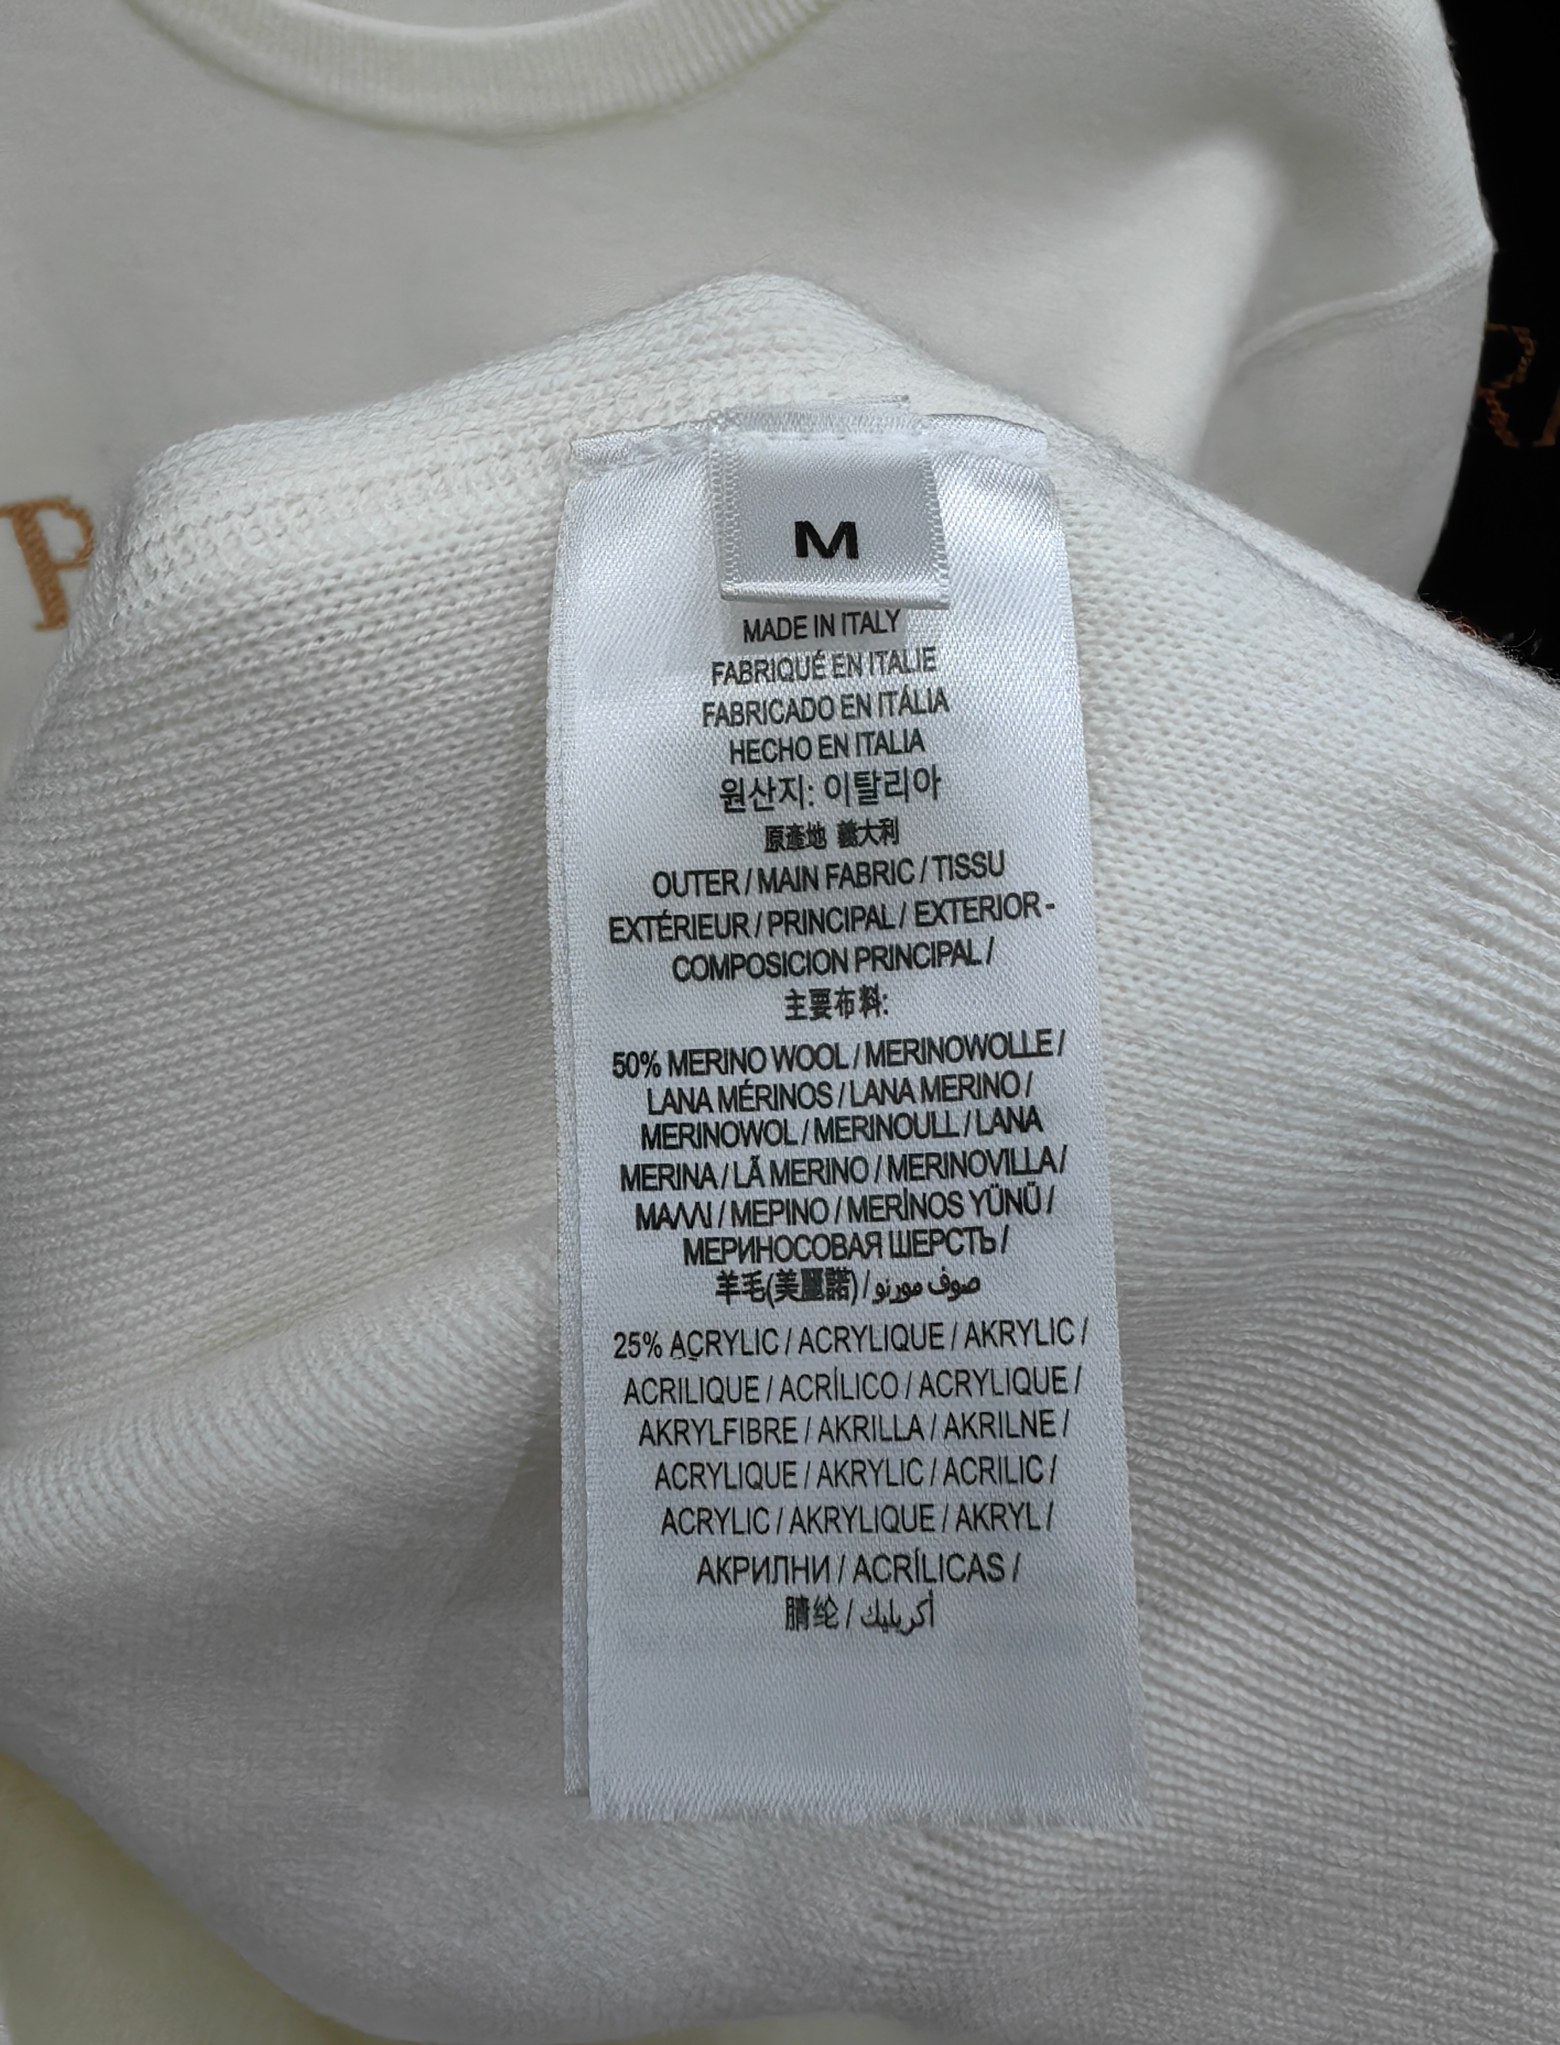 P
R
M
MADE IN ITALY
FABRIQUÉ EN ITALIE
FABRICADO EN ITÁLIA
HECHO EN ITALIA
원산지: 이탈리아
原產地 義大利
OUTER / MAIN FABRIC / TISSU
EXTÉRIEUR / PRINCIPAL / EXTERIOR -
COMPOSICION PRINCIPAL /
主要布料:
50% MERINO WOOL / MERINOWOLLE /
LANA MÉRINOS / LANA MERINO /
MERINOWOL / MERINOULL / LANA
MERINA / LÃ MERINO / MERINOVILLA /
ΜΑΛΛΙ / ΜΕΡΙΝΟ / MERİNOS YÜNÜ /
МЕРИНОСОВАЯ ШЕРСТЬ /
羊毛(美麗諾) / صوف مورنو
25% ACRYLIC / ACRYLIQUE / AKRYLIC /
ACRILIQUE / ACRÍLICO / ACRYLIQUE /
AKRYLFIBRE / AKRILLA / AKRILNE /
ACRYLIQUE / AKRYLIC / ACRILIC /
ACRYLIC / AKRYLIQUE / AKRYL /
АКРИЛНИ / ACRÍLICAS /
腈纶 / أكريليك